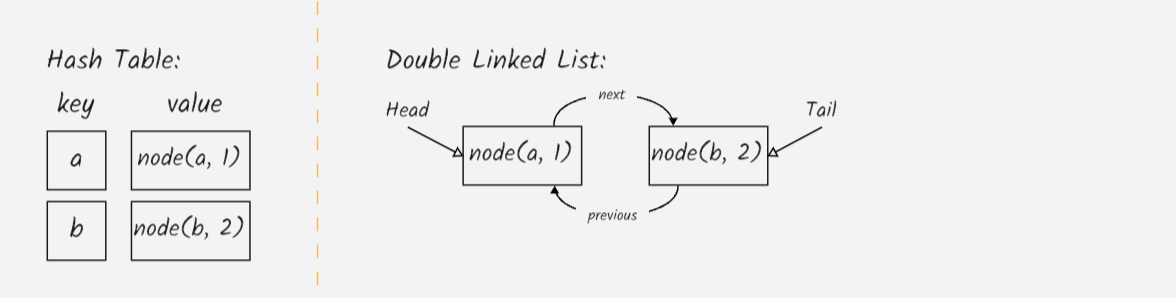 Hash Table:
key value
a node(a, 1)
b node(b, 2)
Double Linked List:
next
Head Tail
node(a, 1) node(b, 2)
previous